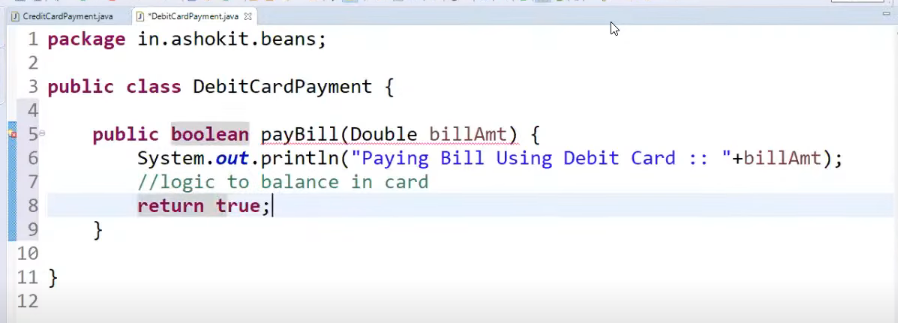 CreditCardPayment.java *DebitCardPayment.java
1 package in.ashokit.beans;
2
3 public class DebitCardPayment {
4
5 public boolean payBill(Double billAmt) {
6 System.out.println("Paying Bill Using Debit Card :: "+billAmt);
7 //logic to balance in card
8 return true;
9 }
10
11 }
12